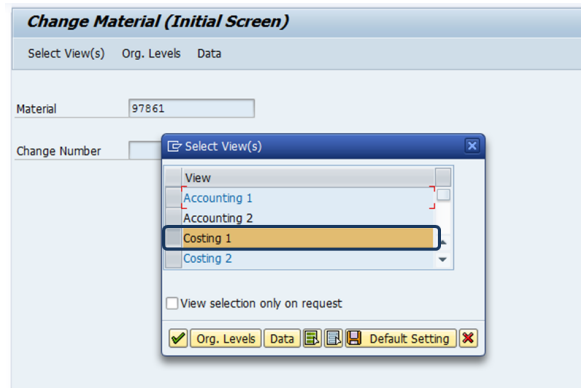 Change Material (Initial Screen)
Select View(s) Org. Levels Data
Material 97861
Change Number
Select View(s)
View
Accounting 1
Accounting 2
Costing 1
Costing 2
View selection only on request
Org. Levels Data Default Setting